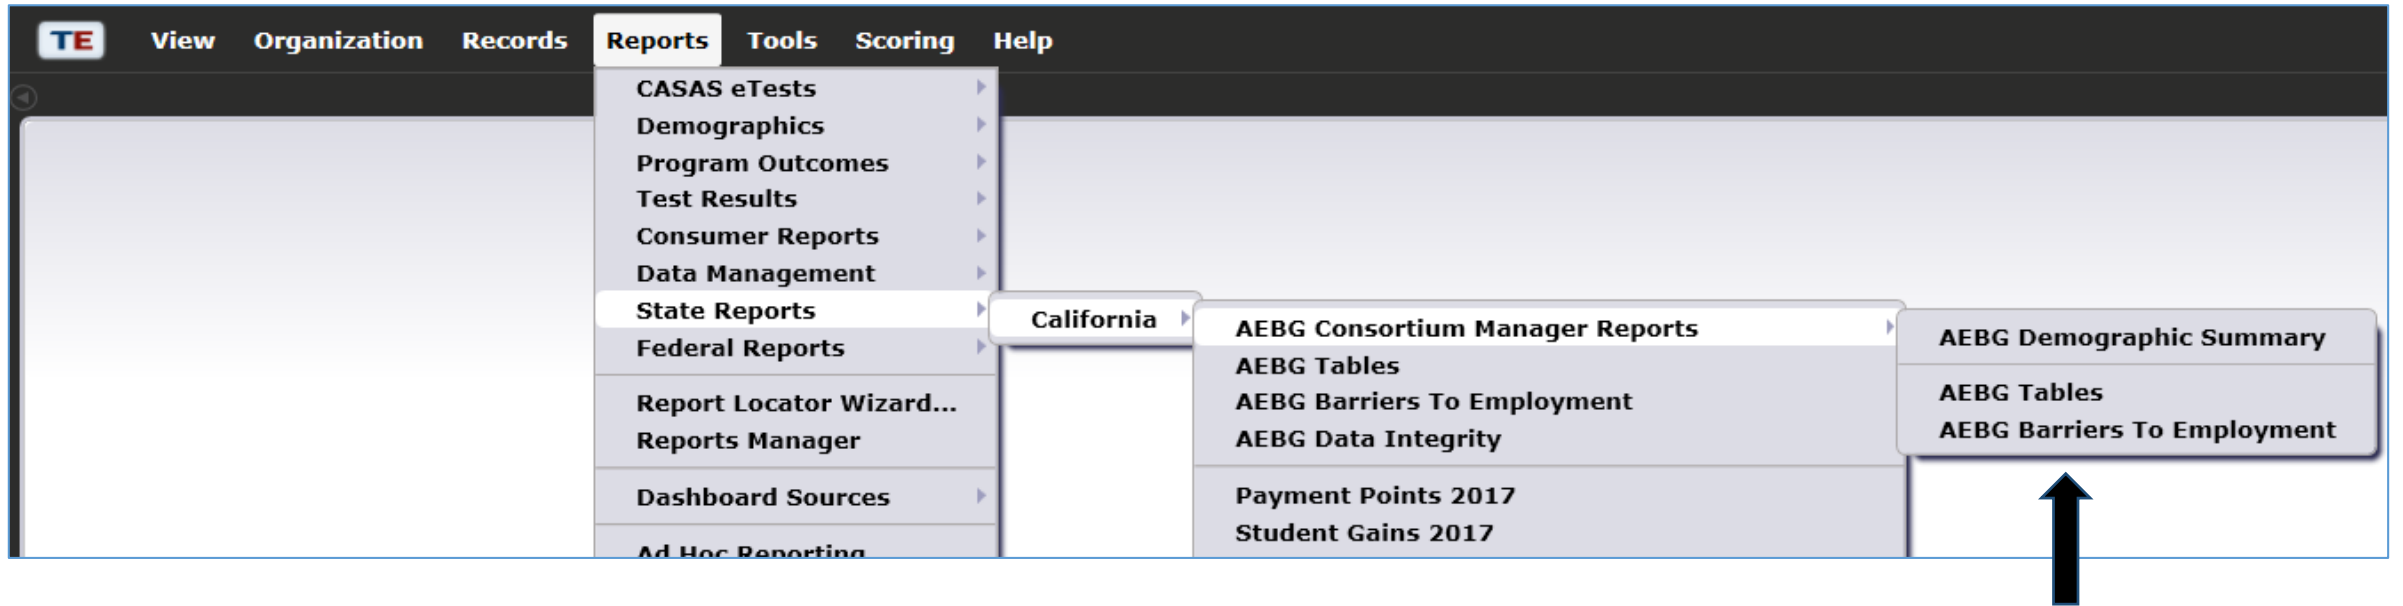 TE View Organization Records Reports Tools Scoring Help
CASAS eTests
Demographics
Program Outcomes
Test Results
Consumer Reports
Data Management
State Reports
Federal Reports
Report Locator Wizard...
Reports Manager
Dashboard Sources
Ad Hoc Reporting
California
AEBG Consortium Manager Reports
AEBG Tables
AEBG Barriers To Employment
AEBG Data Integrity
Payment Points 2017
Student Gains 2017
AEBG Demographic Summary
AEBG Tables
AEBG Barriers To Employment